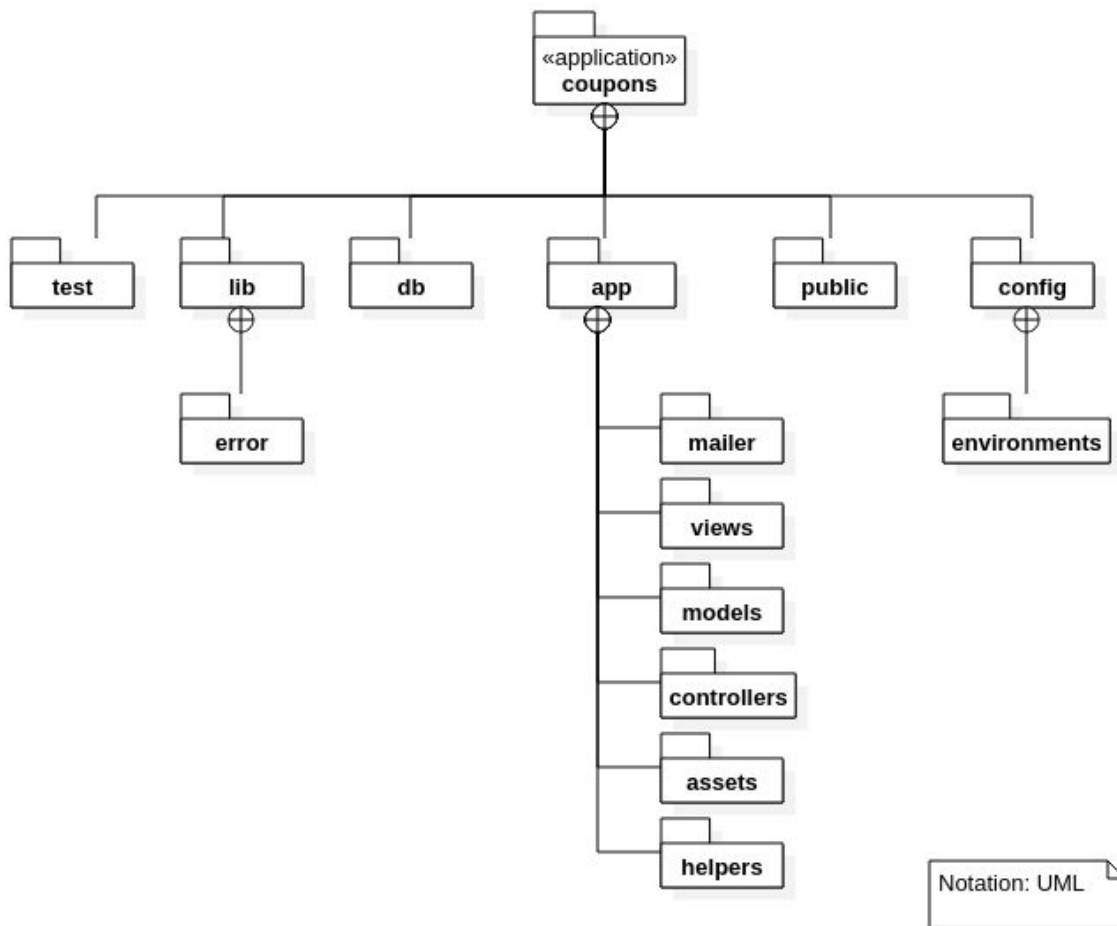 «application»
coupons
test
lib
db
app
public
config
error
mailer
environments
views
models
controllers
assets
helpers
Notation: UML